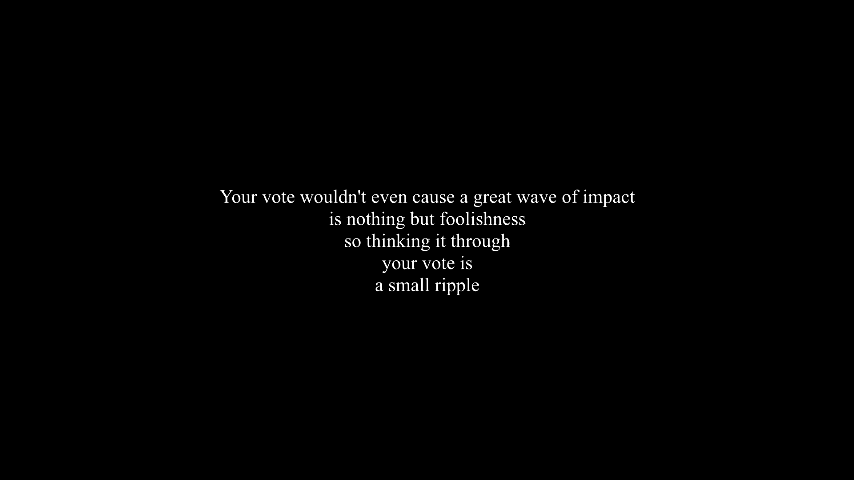 Your vote wouldn't even cause a great wave of impact
is nothing but foolishness
so thinking it through
your vote is
a small ripple